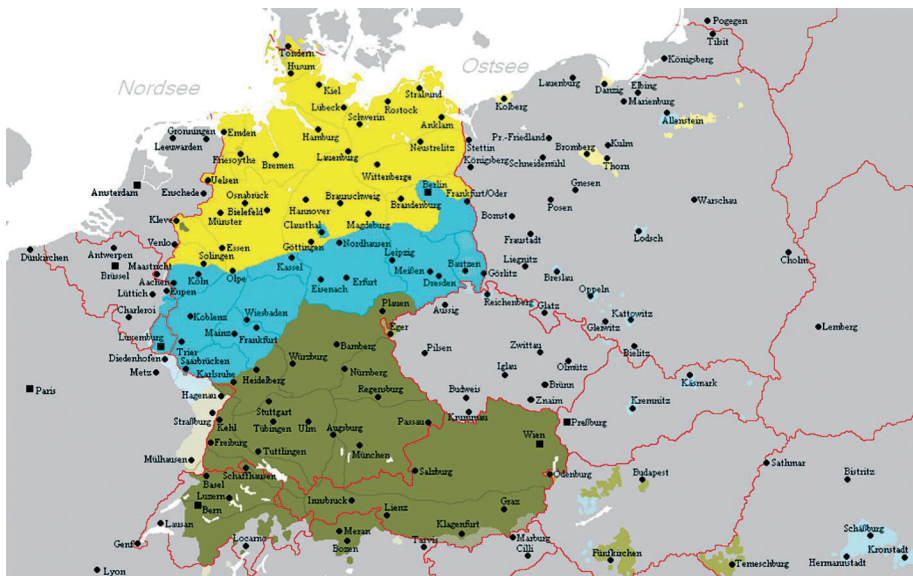 Pogegen
Tilsit
Tondern
Königsberg
Husum
Ostsee
Nordsee
Kiel
Stralsund
Lauenburg
Danzig
Elbing
Marienburg
Lübeck
Rostock
Kolberg
Allenstein
Schwerin
Anklam
Gronningen
Emden
Hamburg
Leeuwarden
Neustrelitz
Stettin
Pr.-Friedland
Kulm
Friesoythe
Bremen
Lauenburg
Königsberg
Schneidemühl
Bromberg
Thorn
Wittenberge
Uelsen
Berlin
Gnesen
Amsterdam
Enschede
Osnabrück
Braunschweig
Frankfurt/Oder
Posen
Warschau
Kleve
Münster
Bielefeld
Hannover
Brandenburg
Bomst
Clausthal
Magdeburg
Fraustadt
Lodsch
Dünkirchen
Antwerpen
Venlo
Essen
Göttingen
Nordhausen
Leipzig
Bautzen
Liegnitz
Cholm
Solingen
Brüssel
Maastricht
Köln
Olpe
Kassel
Meißen
Görlitz
Breslau
Aachen
Eisenach
Erfurt
Dresden
Lüttich
Eupen
Reichenberg
Oppeln
Charleroi
Koblenz
Wiesbaden
Plauen
Aussig
Glatz
Kattowitz
Gleiwitz
Lemberg
Luxemburg
Mainz
Frankfurt
Eger
Trier
Bamberg
Pilsen
Zwittau
Bielitz
Diedenhofen
Saarbrücken
Würzburg
Olmütz
Metz
Karlsruhe
Heidelberg
Nürnberg
Iglau
Käsmark
Paris
Hagenau
Regensburg
Budweis
Brünn
Kremnitz
Stuttgart
Krummau
Znaim
Straßburg
Kehl
Tübingen
Ulm
Augsburg
Passau
Preßburg
Wien
Freiburg
Tuttlingen
München
Mülhausen
Salzburg
Ödenburg
Budapest
Sathmar
Schaffhausen
Bistritz
Basel
Luzern
Innsbruck
Graz
Bern
Lienz
Lausan
Klagenfurt
Schäßburg
Genf
Locarno
Meran
Marburg
Kronstadt
Bozen
Tarvis
Cilli
Fünfkirchen
Hermannstadt
Lyon
Temeschburg